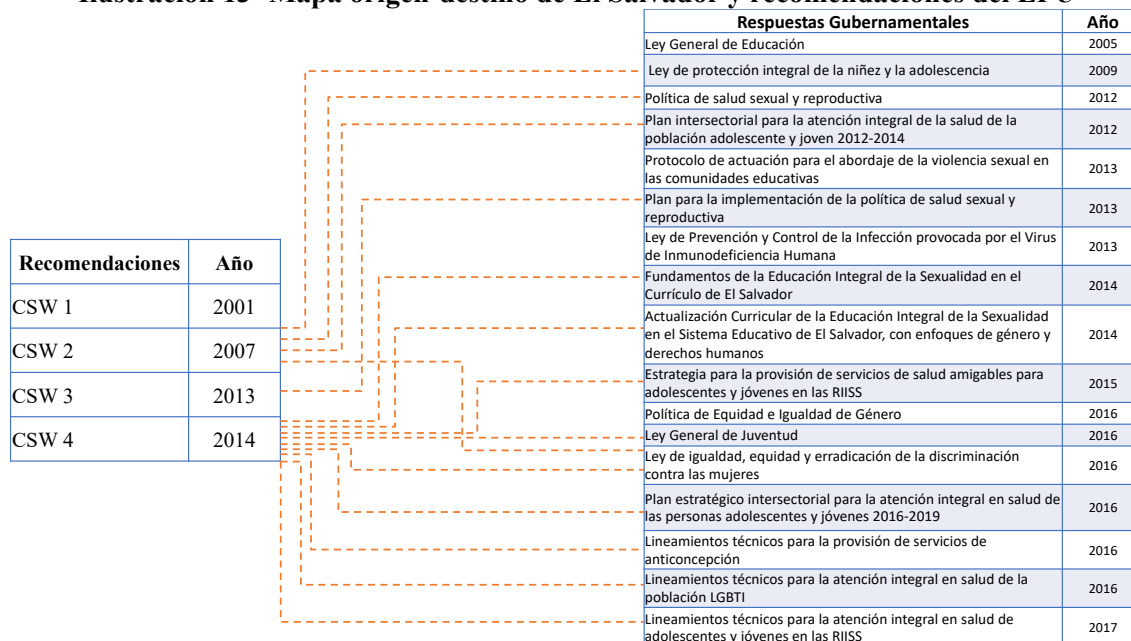 Respuestas Gubernamentales Año
Ley General de Educación 2005
Ley de protección integral de la niñez y la adolescencia 2009
Política de salud sexual y reproductiva 2012
Plan intersectorial para la atención integral de la salud de la
población adolescente y joven 2012-2014
2012
Protocolo de actuación para el abordaje de la violencia sexual en
las comunidades educativas
2013
Plan para la implementación de la política de salud sexual y
reproductiva
2013
Ley de Prevención y Control de la Infección provocada por el Virus
de Inmunodeficiencia Humana
2013
Fundamentos de la Educación Integral de la Sexualidad en el
Currículo de El Salvador
2014
Actualización Curricular de la Educación Integral de la Sexualidad
en el Sistema Educativo de El Salvador, con enfoques de género y
derechos humanos
2014
Estrategia para la provisión de servicios de salud amigables para
adolescentes y jóvenes en las RIISS
2015
Política de Equidad e Igualdad de Género 2016
Ley General de Juventud 2016
Ley de igualdad, equidad y erradicación de la discriminación
contra las mujeres
2016
Plan estratégico intersectorial para la atención integral en salud de
las personas adolescentes y jóvenes 2016-2019
2016
Lineamientos técnicos para la provisión de servicios de
anticoncepción
2016
Lineamientos técnicos para la atención integral en salud de la
población LGBTI
2016
Lineamientos técnicos para la atención integral en salud de
adolescentes y jóvenes en las RIISS
2017
Recomendaciones Año
CSW 1 2001
CSW 2 2007
CSW 3 2013
CSW 4 2014